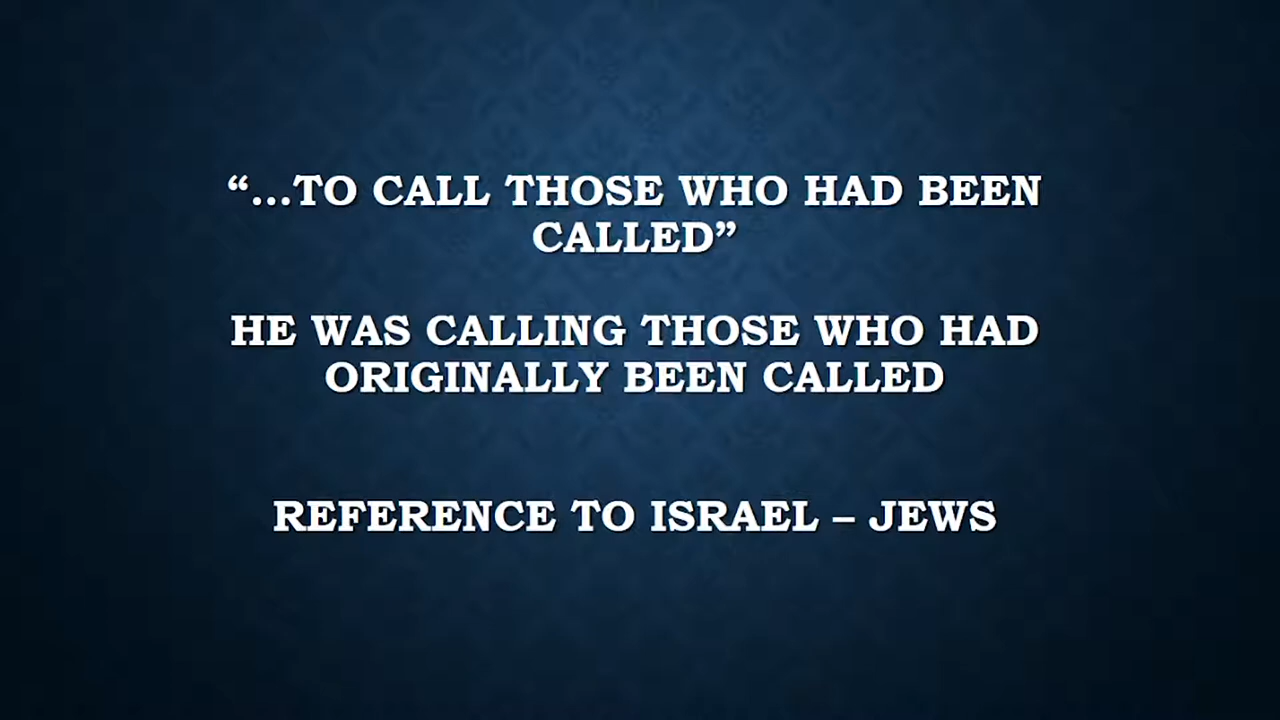 “…TO CALL THOSE WHO HAD BEEN
CALLED”
HE WAS CALLING THOSE WHO HAD
ORIGINALLY BEEN CALLED
REFERENCE TO ISRAEL – JEWS